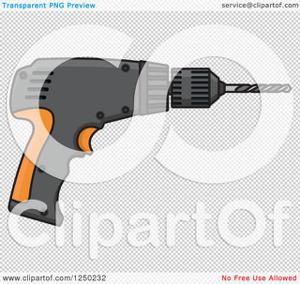 Transparent PNG Preview
service@clipartof.com
ClipartOf
www.clipartof.com/1250232
No Free Use Allowed